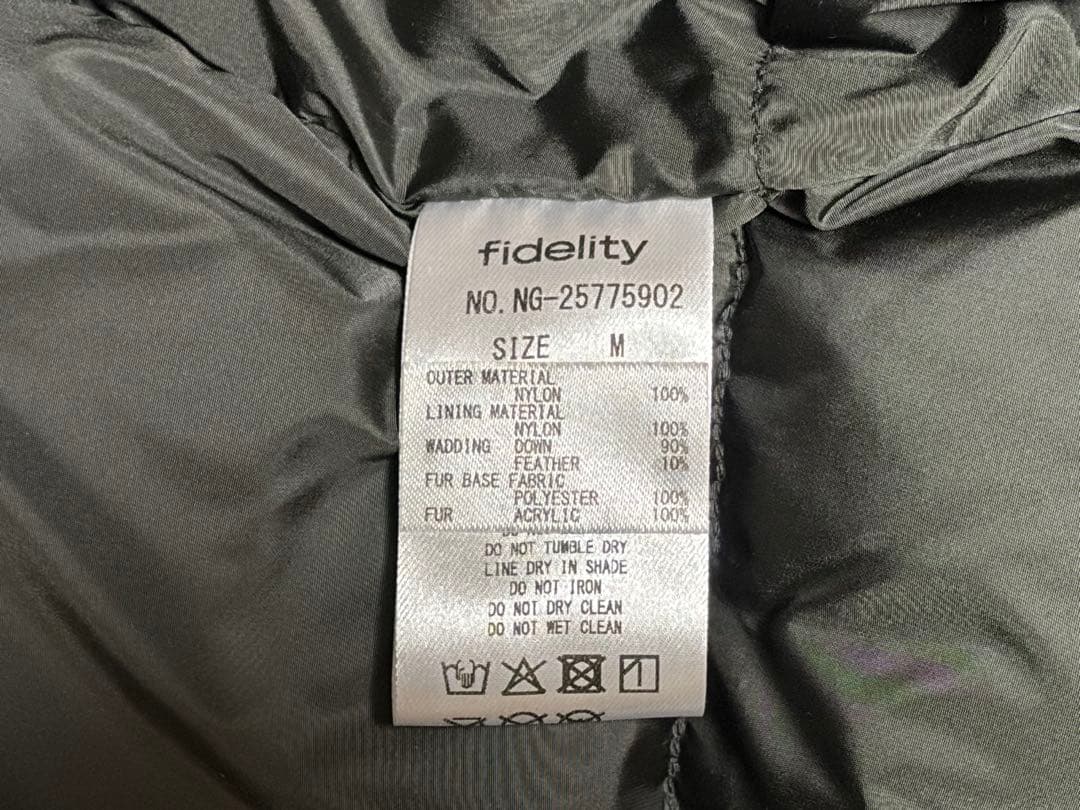 fidelity
NO. NG-25775902
SIZE M
OUTER MATERIAL
NYLON 100%
LINING MATERIAL
NYLON 100%
WADDING DOWN 90%
FEATHER 10%
FUR BASE FABRIC
POLYESTER 100%
FUR ACRYLIC 100%
DO NOT TUMBLE DRY
LINE DRY IN SHADE
DO NOT IRON
DO NOT DRY CLEAN
DO NOT WET CLEAN